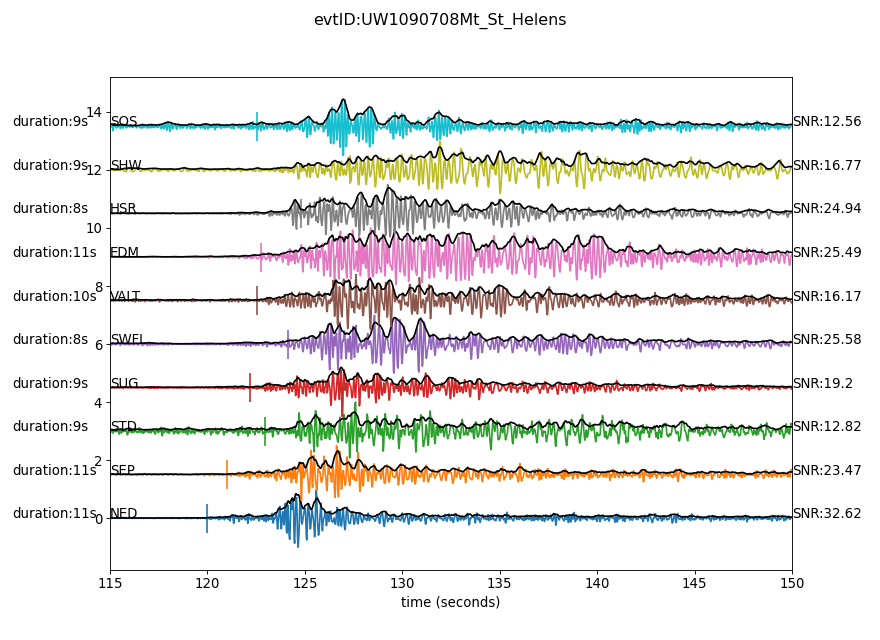 evtID:UW1090708Mt_St_Helens
duration:9s SOS SNR:12.56
14
duration:9s SHW SNR:16.77
12
duration:8s HSR SNR:24.94
10
duration:11s EDM SNR:25.49
8
duration:10s VALT SNR:16.17
duration:8s SWFL SNR:25.58
6
duration:9s SUG SNR:19.2
4
duration:9s STD SNR:12.82
2
duration:11s SEP SNR:23.47
duration:11s NED SNR:32.62
0
115 120 125 130 135 140 145 150
time (seconds)